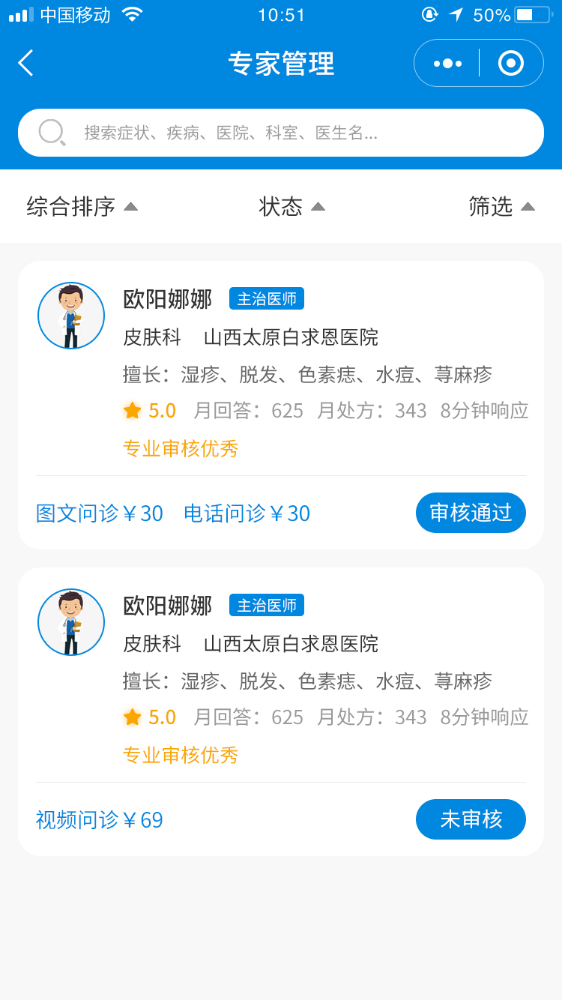 中国移动 10:51 50%
专家管理
搜索症状、疾病、医院、科室、医生名...
综合排序 状态 筛选
欧阳娜娜 主治医师
皮肤科 山西太原白求恩医院
擅长：湿疹、脱发、色素痣、水痘、荨麻疹
5.0 月回答：625 月处方：343 8分钟响应
专业审核优秀
图文问诊￥30 电话问诊￥30 审核通过
欧阳娜娜 主治医师
皮肤科 山西太原白求恩医院
擅长：湿疹、脱发、色素痣、水痘、荨麻疹
5.0 月回答：625 月处方：343 8分钟响应
专业审核优秀
视频问诊￥69 未审核